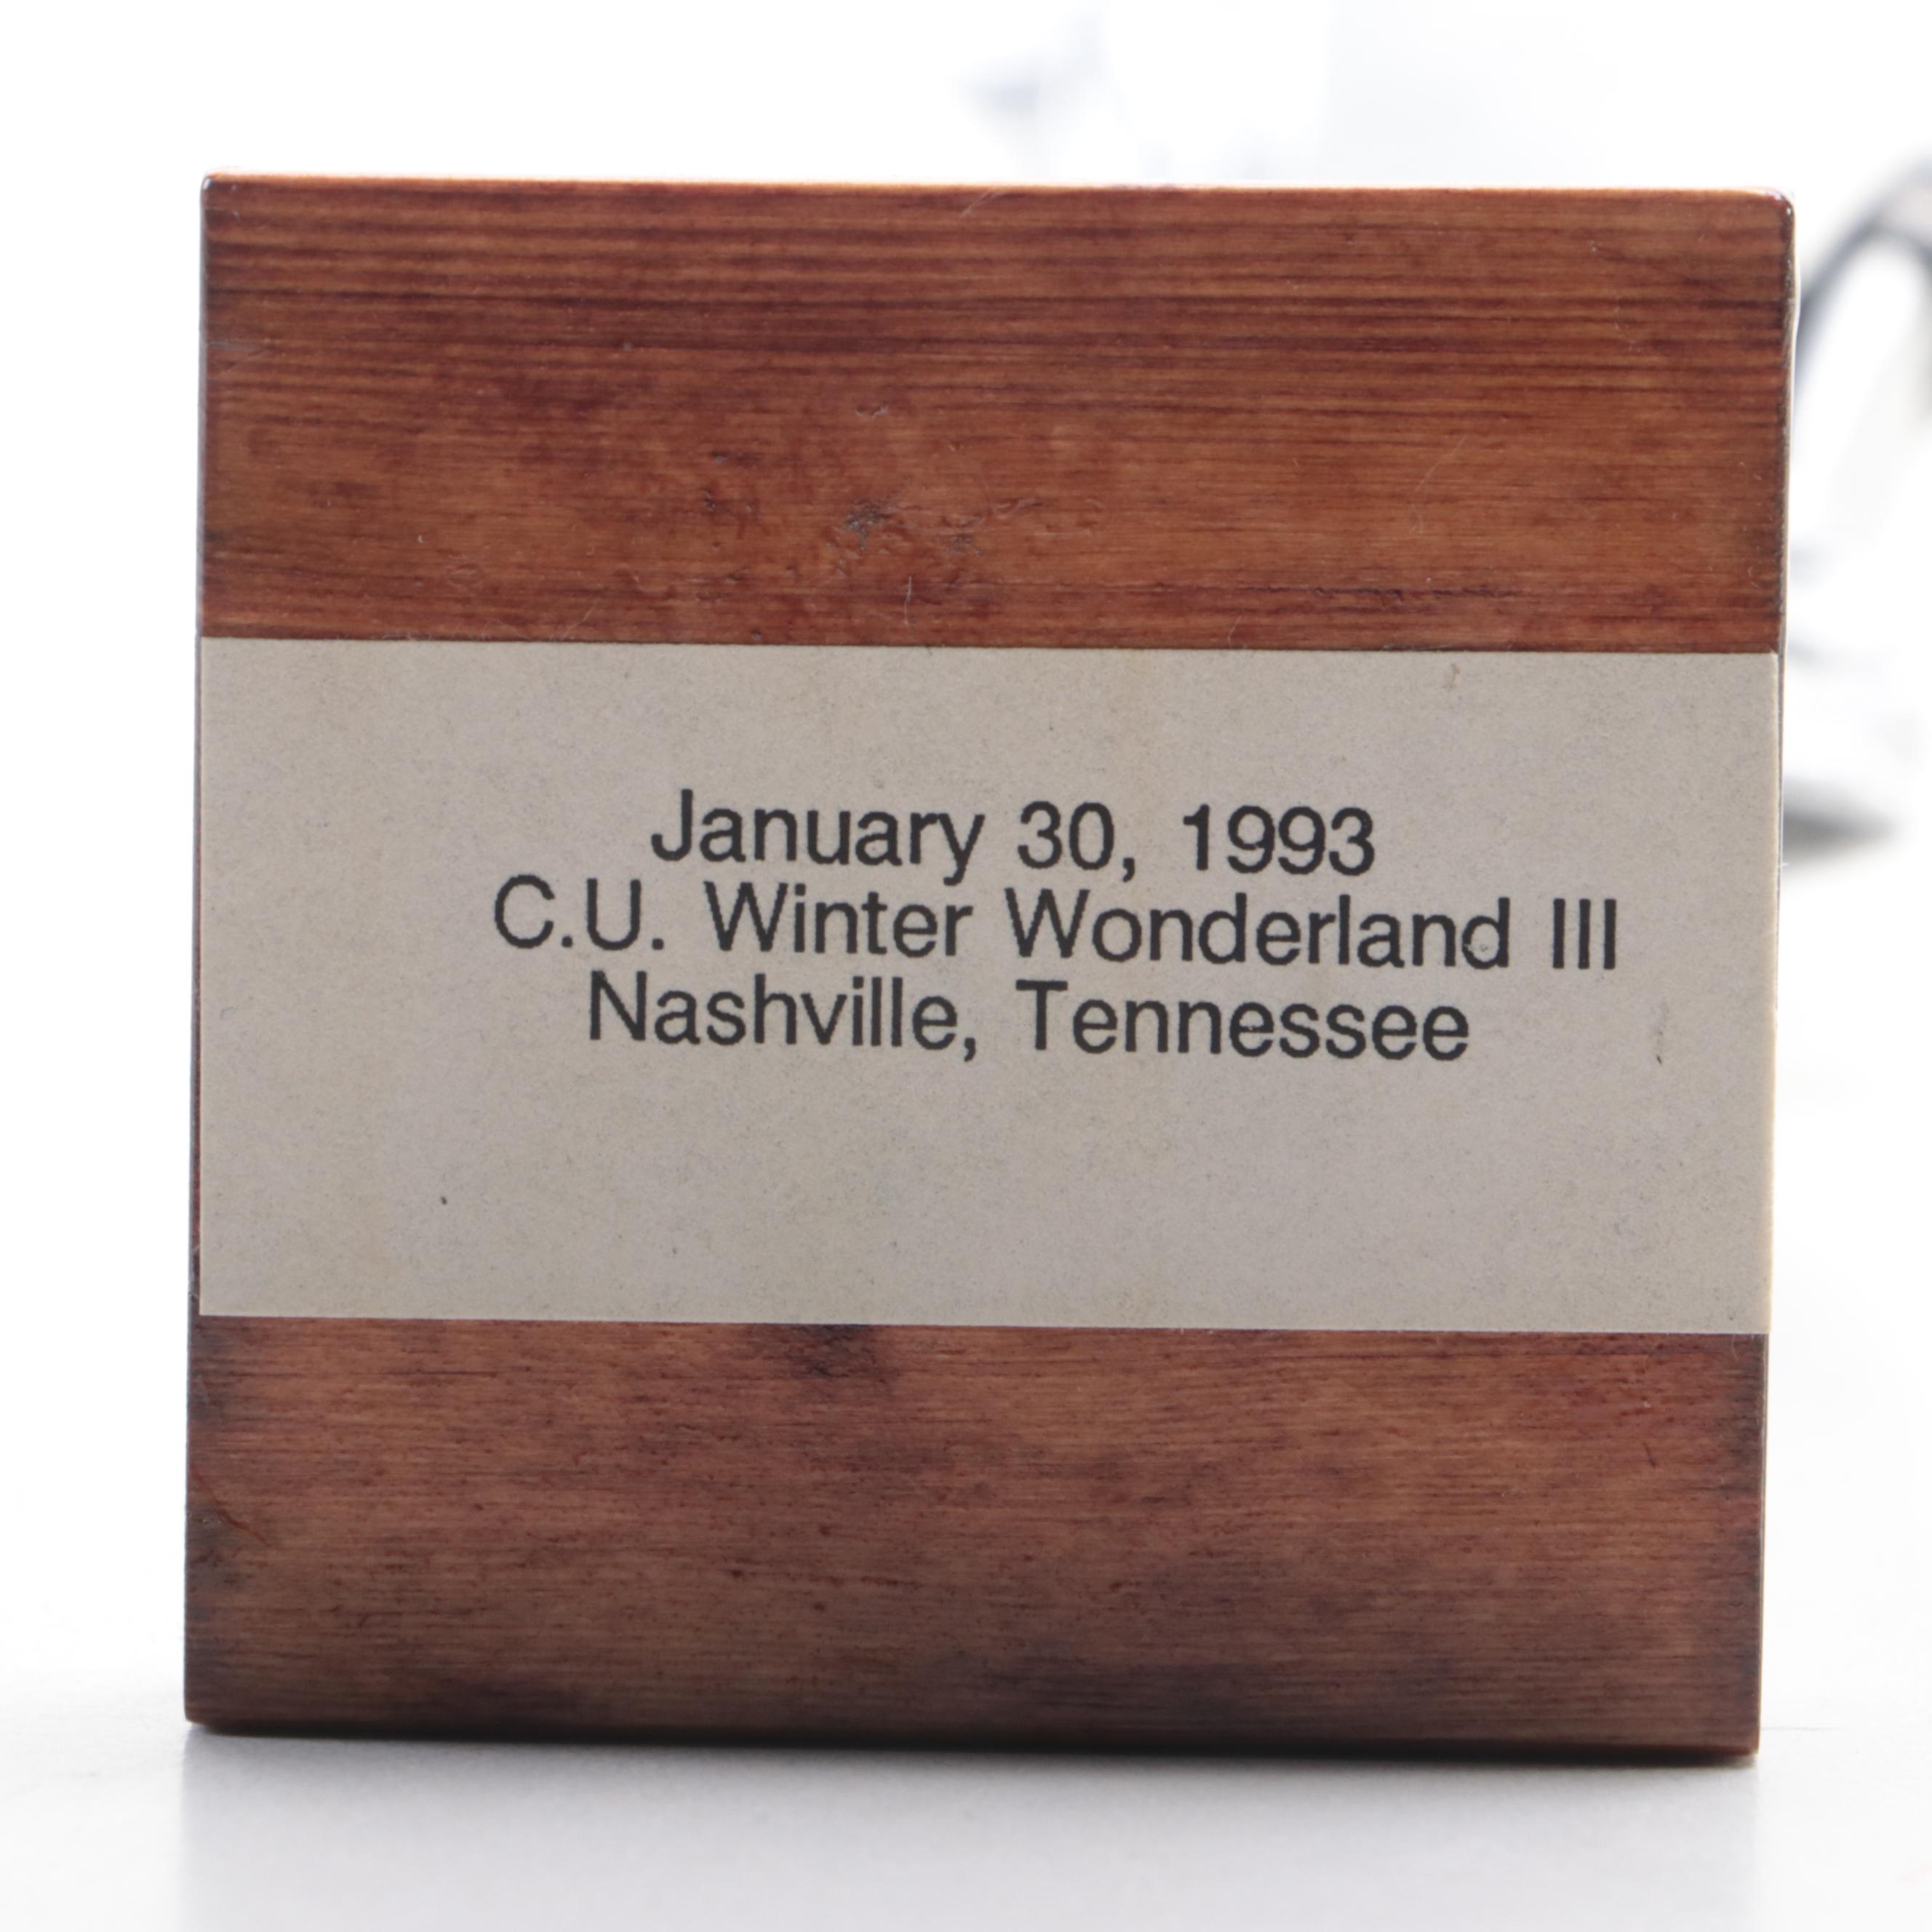 January 30, 1993
C.U. Winter Wonderland III
Nashville, Tennessee